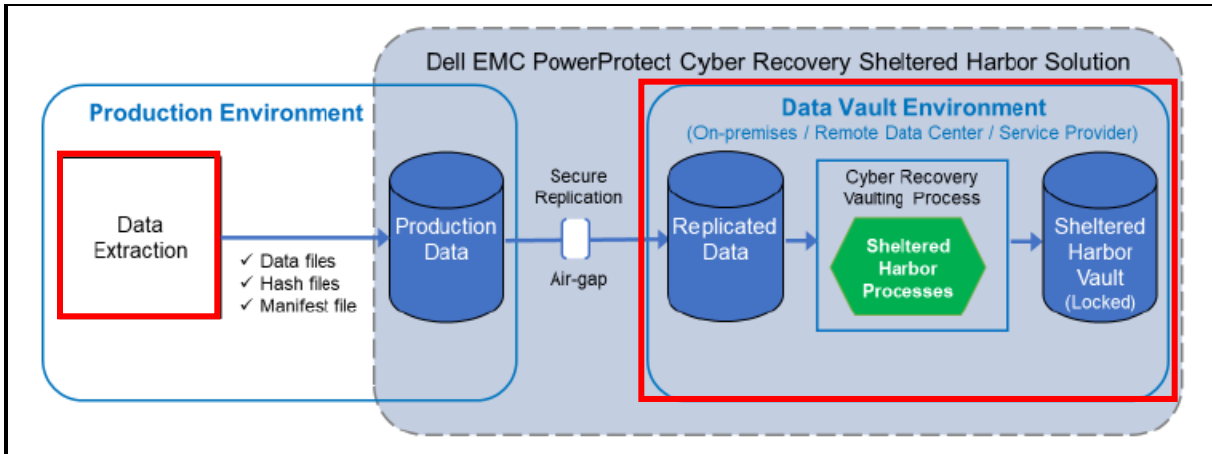 Dell EMC PowerProtect Cyber Recovery Sheltered Harbor Solution
Production Environment
Data
Extraction
✓ Data files
✓ Hash files
✓ Manifest file
Production
Data
Secure
Replication
Air-gap
Data Vault Environment
(On-premises / Remote Data Center / Service Provider)
Replicated
Data
Cyber Recovery
Vaulting Process
Sheltered
Harbor
Processes
Sheltered
Harbor
Vault
(Locked)